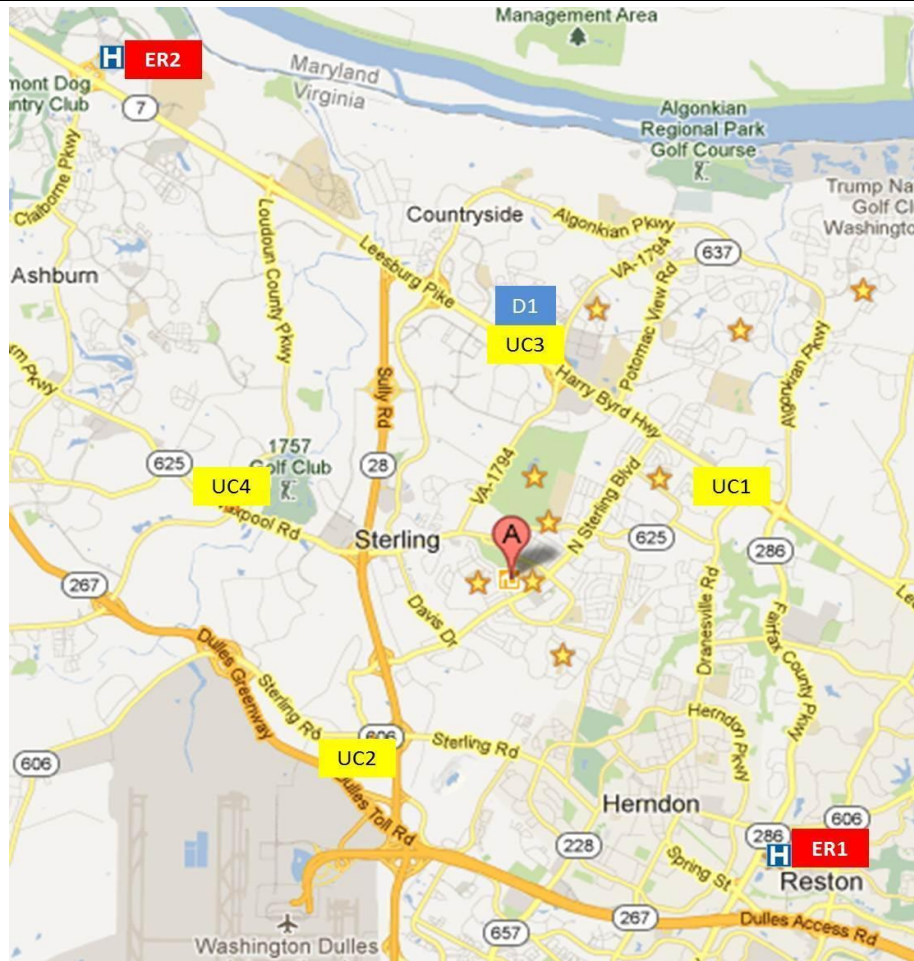 Management Area
H ER2
Maryland
Virginia
mont Dog
ntry Club
7
Algonkian
Regional Park
Golf Course
Claiborne Pkwy
Trump Na
Golf Cl
Washingto
Countryside
Algonkian Pkwy
Loudoun County Pkwy
Leesburg Pike
VA-1794
637
Ashburn
Potomac View Rd
D1
UC3
Algonkian Pkwy
Sully Rd
Harry Byrd Hwy
1757
Golf Club
625
28
VA-1794
N Sterling Blvd
UC4
UC1
xpool Rd
A
Sterling
625
286
267
Davis Dr
Dranesville Rd
Fairfax County Pkwy
Dulles Greenway
Sterling Rd
606
Sterling Rd
Herndon Pkwy
606
UC2
Dulles Toll Rd
Herndon
606
286
228
H ER1
Spring St
Reston
267
657
Dulles Access Rd
Washington Dulles